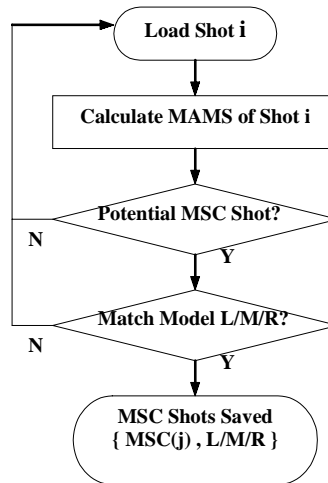 Load Shot i
Calculate MAMS of Shot i
Potential MSC Shot?
N
Y
Match Model L/M/R?
N
Y
MSC Shots Saved
{ MSC(j) , L/M/R }